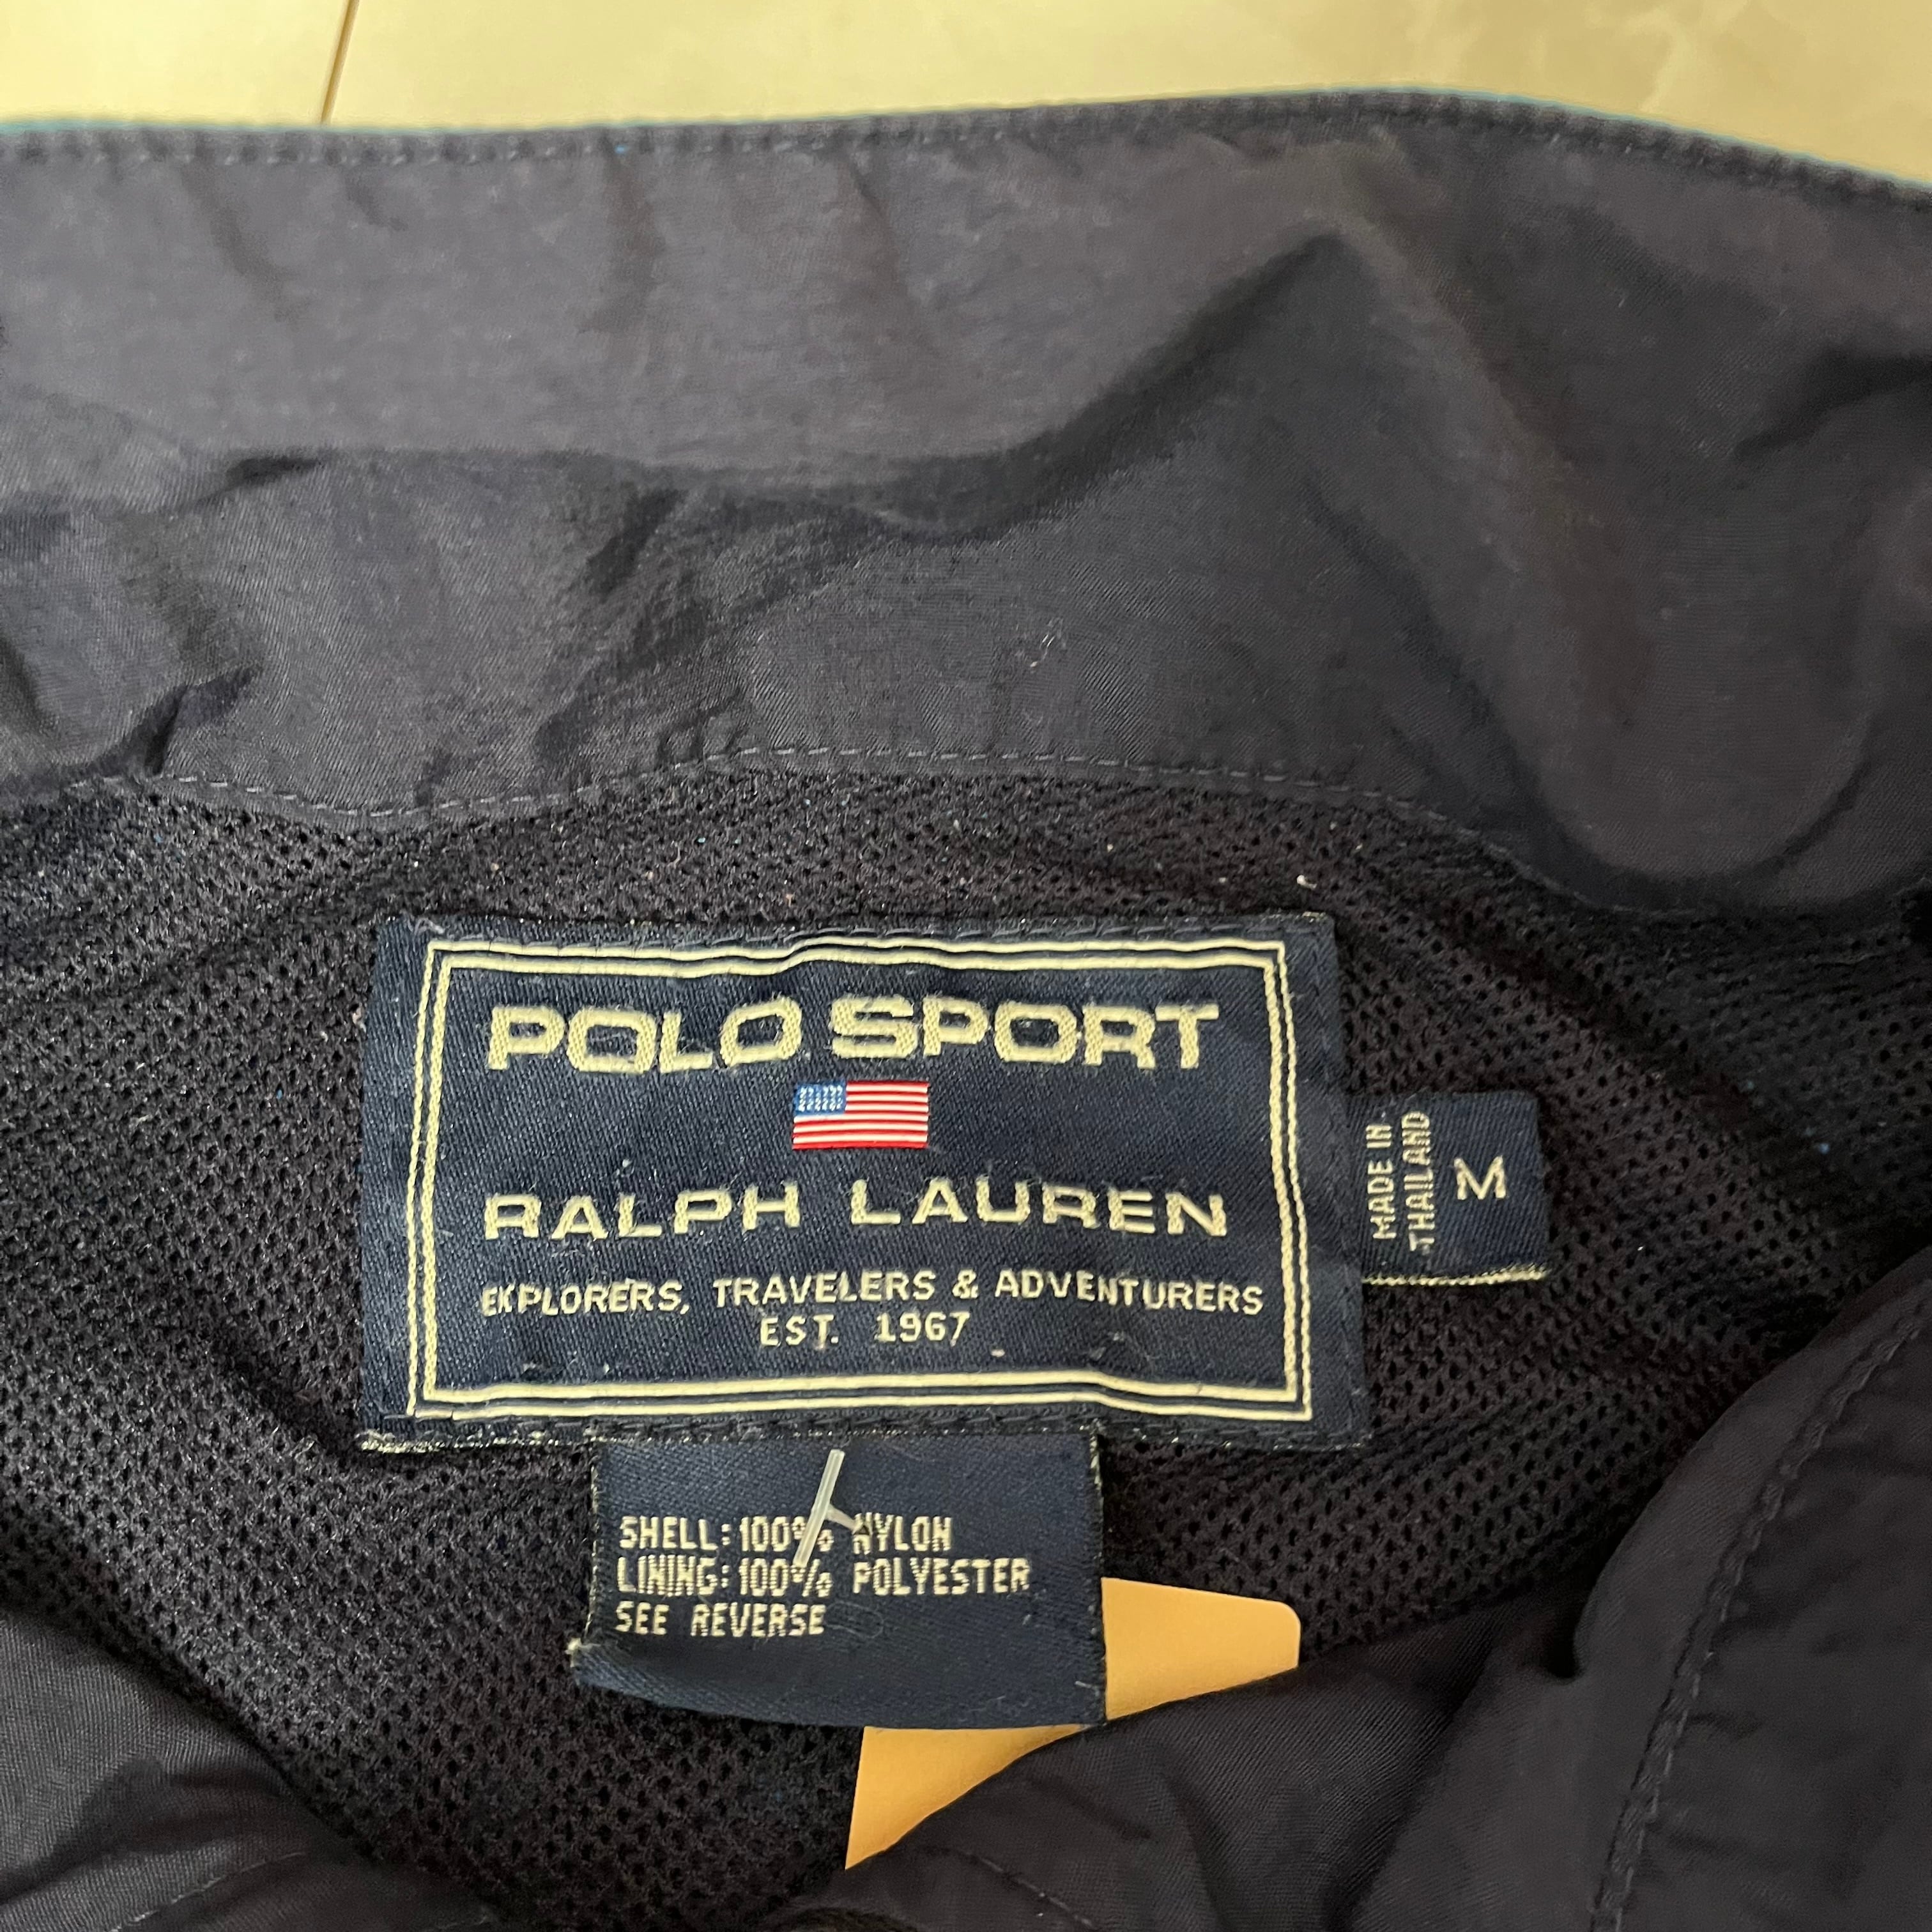 POLO SPORT
RALPH LAUREN
EXPLORERS, TRAVELERS & ADVENTURERS
EST. 1967
MADE IN
THAILAND
M
SHELL: 100% NYLON
LINING: 100% POLYESTER
SEE REVERSE